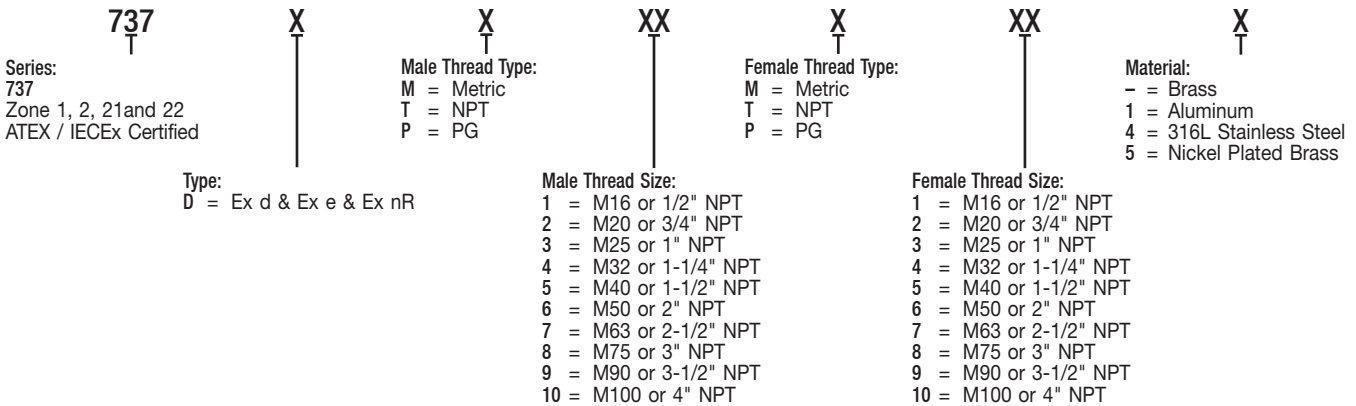 737 X X XX X XX X
Series:
737
Zone 1, 2, 21and 22
ATEX / IECEx Certified
Type:
D = Ex d & Ex e & Ex nR
Male Thread Type:
M = Metric
T = NPT
P = PG
Male Thread Size:
1 = M16 or 1/2" NPT
2 = M20 or 3/4" NPT
3 = M25 or 1" NPT
4 = M32 or 1-1/4" NPT
5 = M40 or 1-1/2" NPT
6 = M50 or 2" NPT
7 = M63 or 2-1/2" NPT
8 = M75 or 3" NPT
9 = M90 or 3-1/2" NPT
10 = M100 or 4" NPT
Female Thread Type:
M = Metric
T = NPT
P = PG
Female Thread Size:
1 = M16 or 1/2" NPT
2 = M20 or 3/4" NPT
3 = M25 or 1" NPT
4 = M32 or 1-1/4" NPT
5 = M40 or 1-1/2" NPT
6 = M50 or 2" NPT
7 = M63 or 2-1/2" NPT
8 = M75 or 3" NPT
9 = M90 or 3-1/2" NPT
10 = M100 or 4" NPT
Material:
– = Brass
1 = Aluminum
4 = 316L Stainless Steel
5 = Nickel Plated Brass